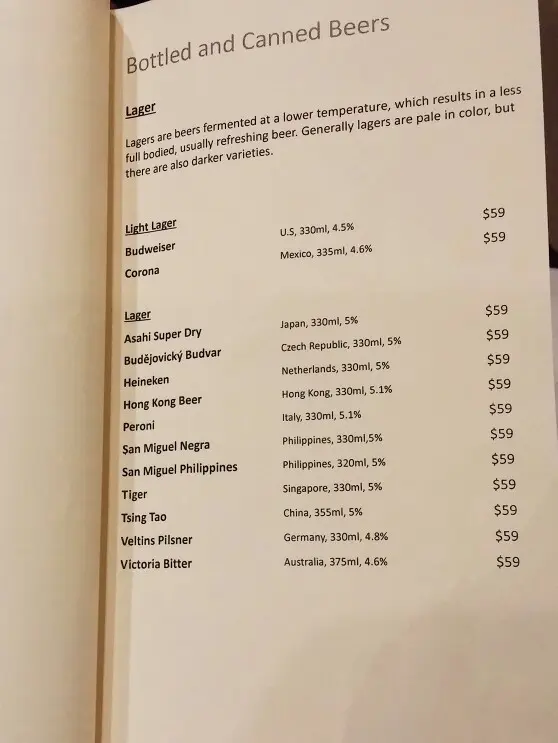 Bottled and Canned Beers
Lager
Lagers are beers fermented at a lower temperature, which results in a less
full bodied, usually refreshing beer. Generally lagers are pale in color, but
there are also darker varieties.
Light Lager
Budweiser U.S, 330ml, 4.5% $59
Corona Mexico, 335ml, 4.6% $59
Lager
Asahi Super Dry Japan, 330ml, 5% $59
Budějovický Budvar Czech Republic, 330ml, 5% $59
Heineken Netherlands, 330ml, 5% $59
Hong Kong Beer Hong Kong, 330ml, 5.1% $59
Peroni Italy, 330ml, 5.1% $59
San Miguel Negra Philippines, 330ml,5% $59
San Miguel Philippines Philippines, 320ml, 5% $59
Tiger Singapore, 330ml, 5% $59
Tsing Tao China, 355ml, 5% $59
Veltins Pilsner Germany, 330ml, 4.8% $59
Victoria Bitter Australia, 375ml, 4.6% $59